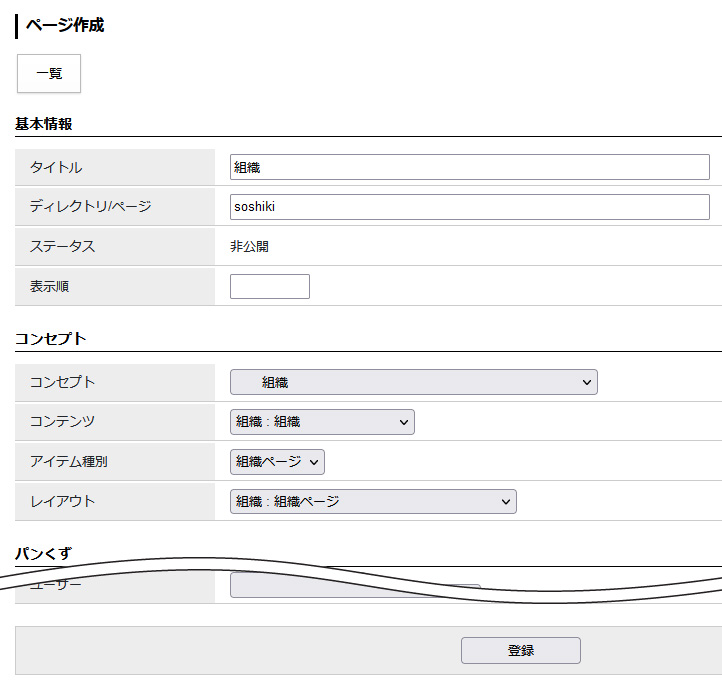 ページ作成
一覧
基本情報
タイトル 組織
ディレクトリ/ページ soshiki
ステータス 非公開
表示順
コンセプト
コンセプト 組織
コンテンツ 組織 : 組織
アイテム種別 組織ページ
レイアウト 組織 : 組織ページ
パンくず
ユーザー
登録